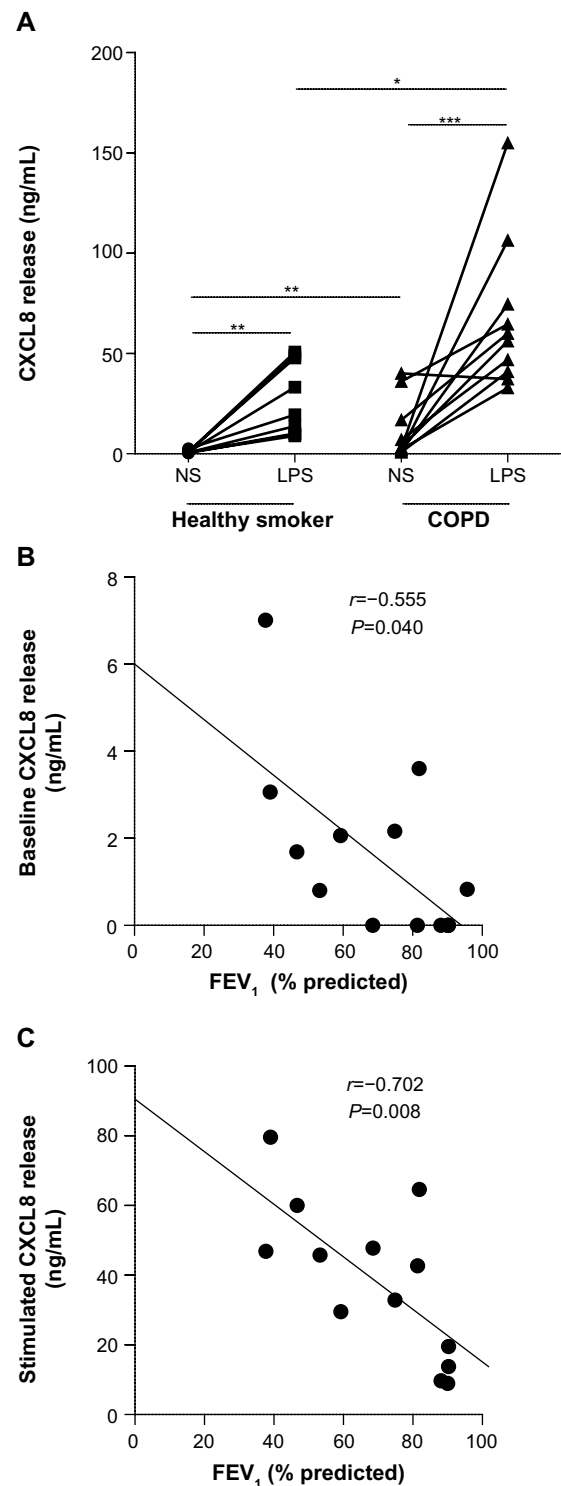 A
CXCL8 release (ng/mL)
200
150
100
50
0
*
***
**
**
NS
LPS
NS
LPS
Healthy smoker
COPD
B
Baseline CXCL8 release
(ng/mL)
8
6
4
2
0
r=−0.555
P=0.040
0
20
40
60
80
100
FEV1 (% predicted)
C
Stimulated CXCL8 release
(ng/mL)
100
80
60
40
20
0
r=−0.702
P=0.008
0
20
40
60
80
100
FEV1 (% predicted)